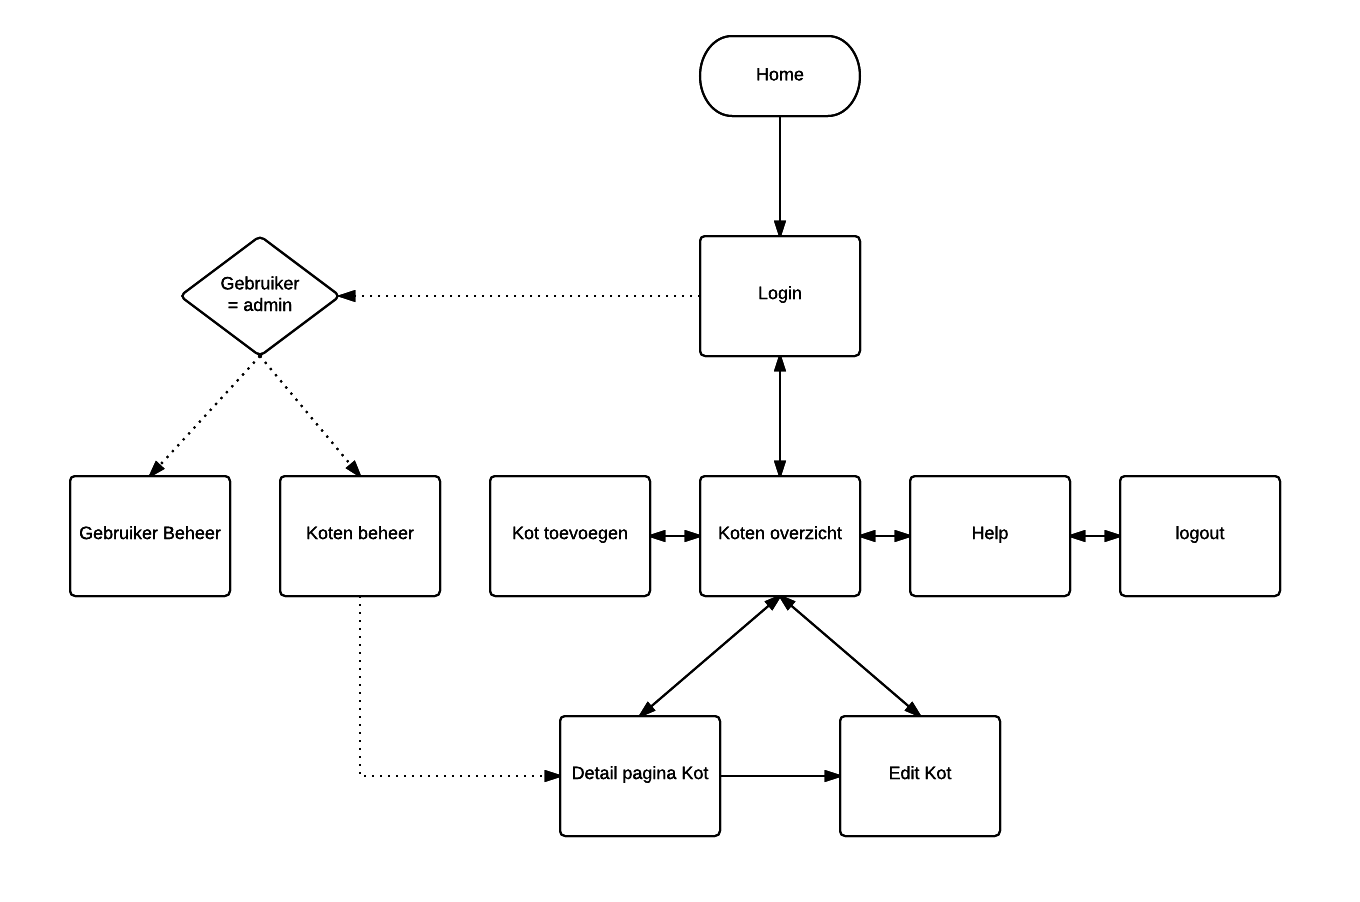 Home
Gebruiker
= admin
Login
Gebruiker Beheer
Koten beheer
Kot toevoegen
Koten overzicht
Help
logout
Detail pagina Kot
Edit Kot